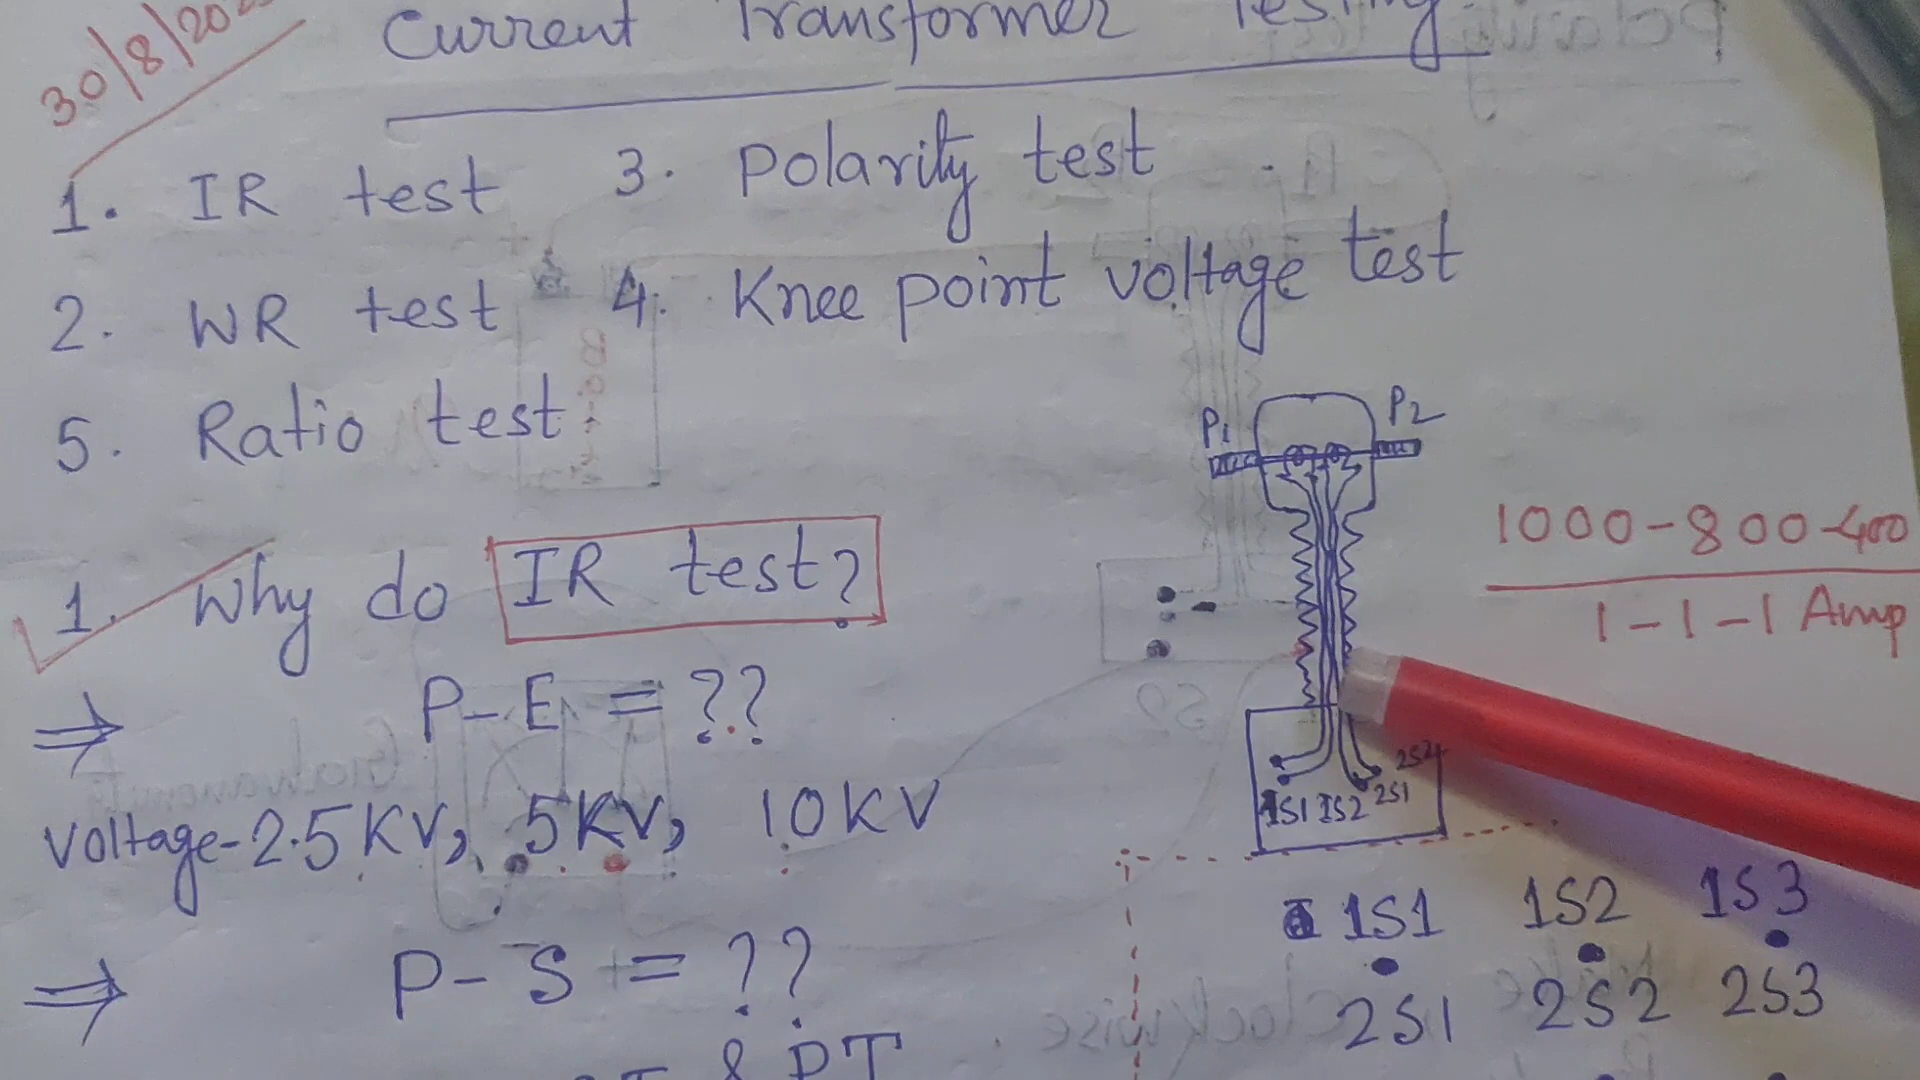 30/8/20
Current Transformer Testing
1. IR test
3. Polarity test
2. WR test
4. Knee point voltage test
5. Ratio test
P1
P2
1000-800-400
1-1-1 Amp
1. Why do IR test?
⇒ P-E = ??
Voltage-2.5KV, 5KV, 10KV
1S1 1S2 2S1 2S2
1S1 1S2 1S3
2S1 2S2 2S3
⇒ P-S = ??
& PT